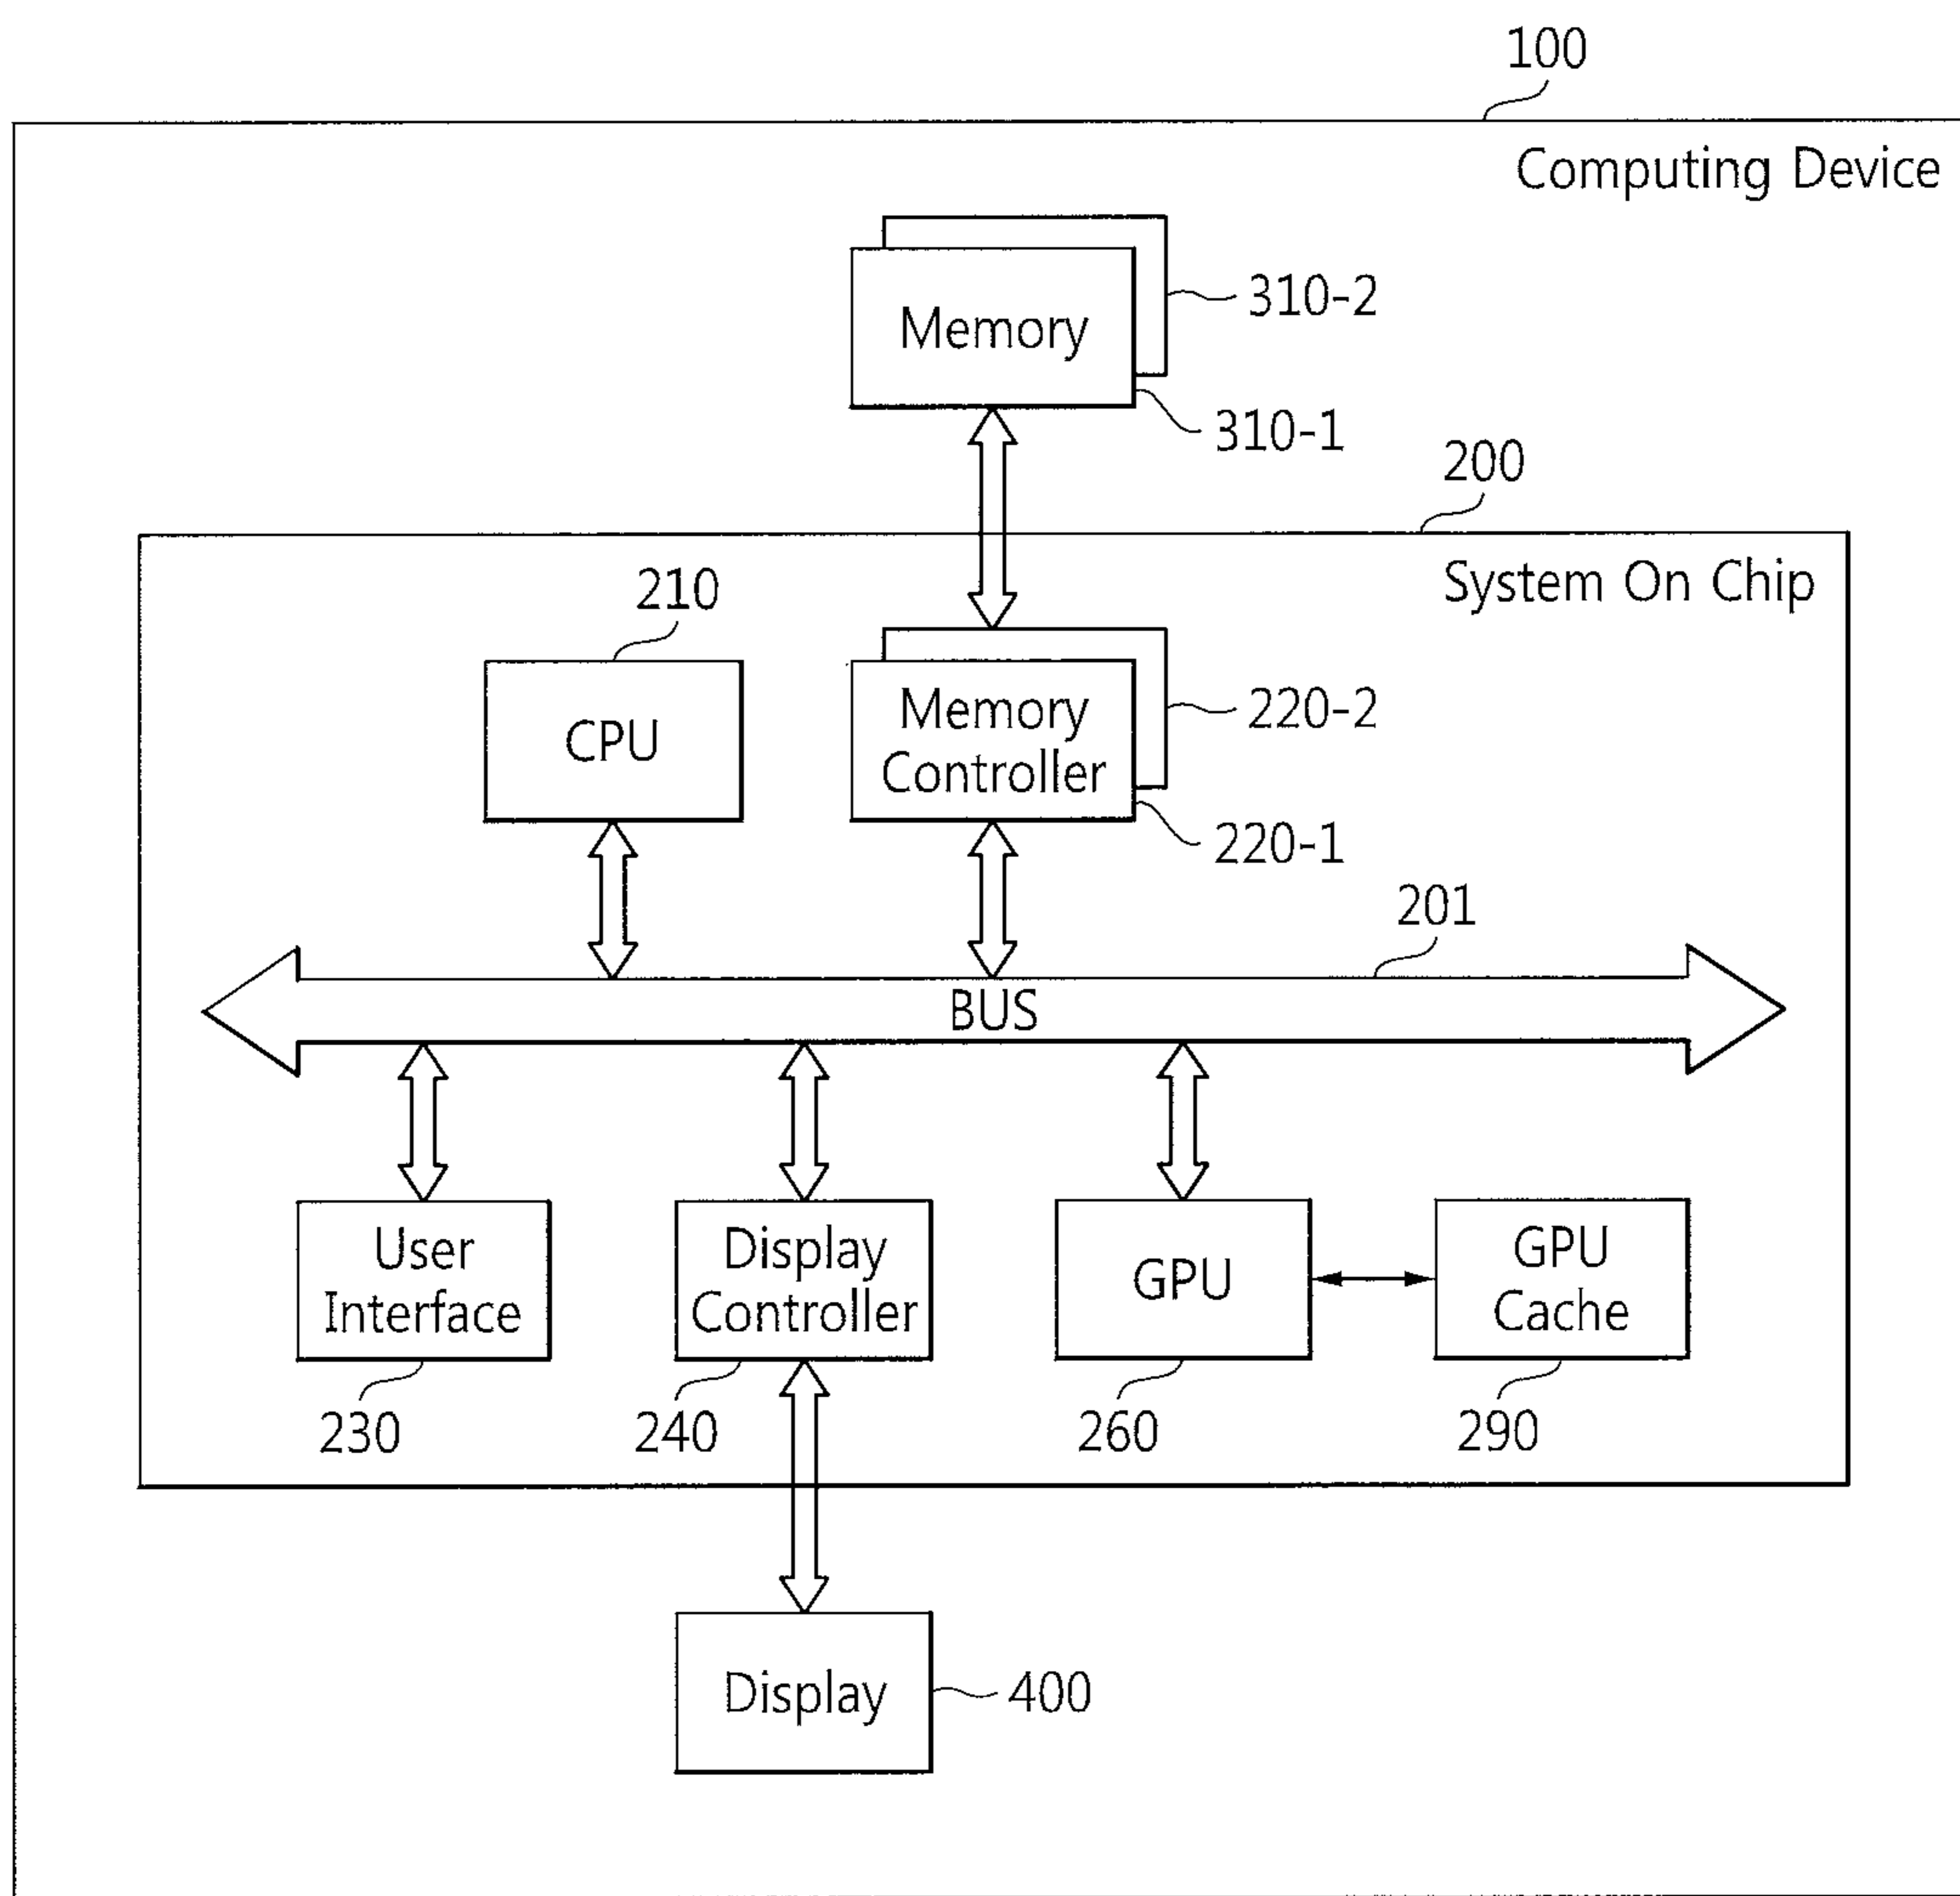 100
Computing Device
310-2
Memory
310-1
200
System On Chip
210
CPU
Memory
Controller
220-2
220-1
201
BUS
User
Interface
Display
Controller
GPU
GPU
Cache
230
240
260
290
Display
400